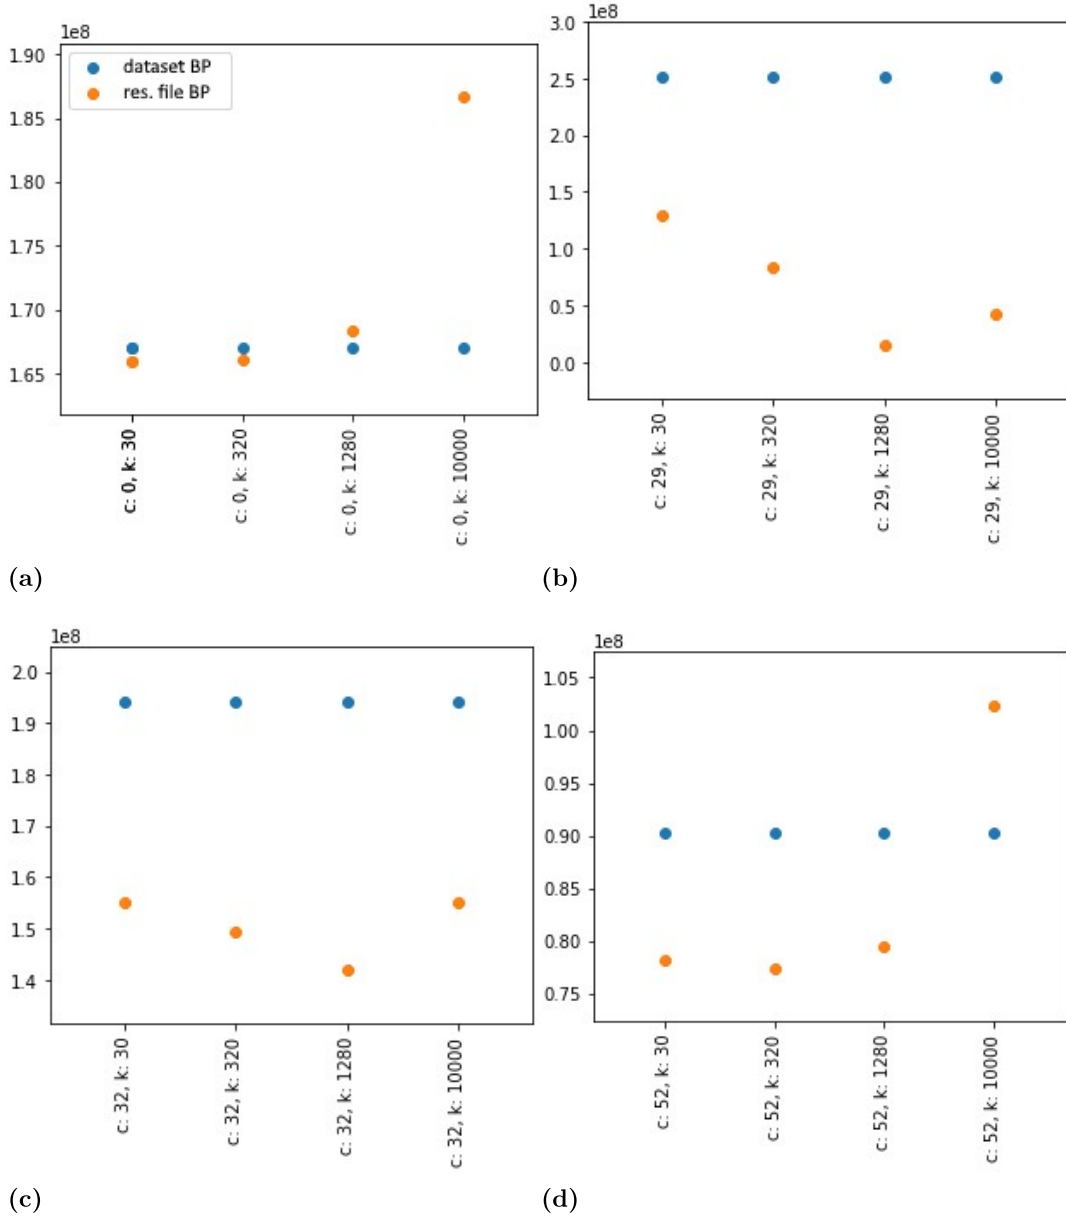 1e8
1.90
1.85
1.80
1.75
1.70
1.65
dataset BP
res. file BP
c: 0, k: 30
c: 0, k: 320
c: 0, k: 1280
c: 0, k: 10000
(a)
1e8
3.0
2.5
2.0
1.5
1.0
0.5
0.0
c: 29, k: 30
c: 29, k: 320
c: 29, k: 1280
c: 29, k: 10000
(b)
1e8
2.0
1.9
1.8
1.7
1.6
1.5
1.4
c: 32, k: 30
c: 32, k: 320
c: 32, k: 1280
c: 32, k: 10000
(c)
1e8
1.05
1.00
0.95
0.90
0.85
0.80
0.75
c: 52, k: 30
c: 52, k: 320
c: 52, k: 1280
c: 52, k: 10000
(d)